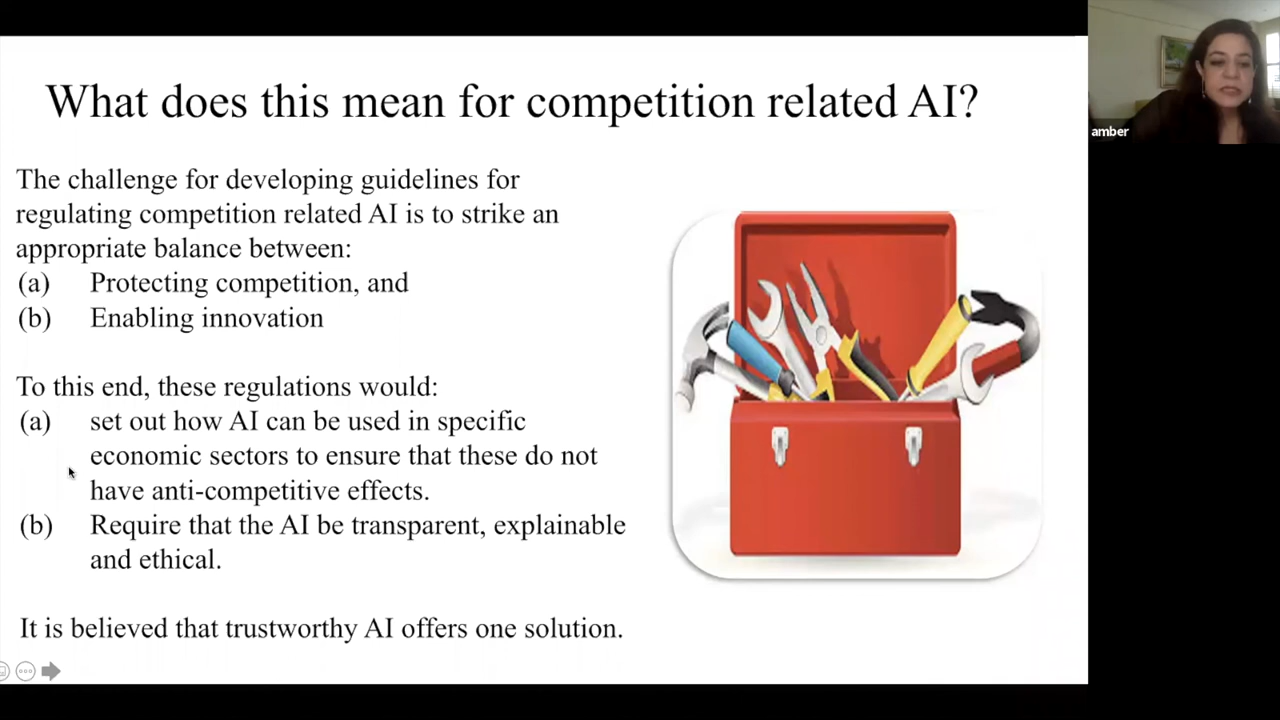 What does this mean for competition related AI?
The challenge for developing guidelines for
regulating competition related AI is to strike an
appropriate balance between:
(a) Protecting competition, and
(b) Enabling innovation
To this end, these regulations would:
(a) set out how AI can be used in specific
economic sectors to ensure that these do not
have anti-competitive effects.
(b) Require that the AI be transparent, explainable
and ethical.
It is believed that trustworthy AI offers one solution.
amber